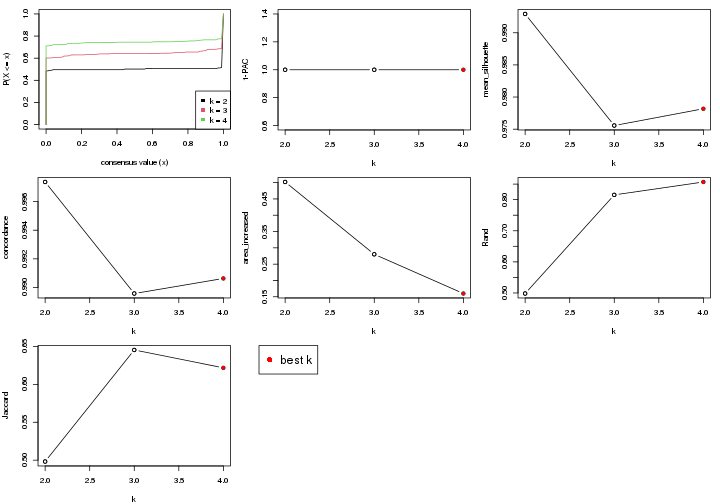 P(X <= x)
0.0 0.2 0.4 0.6 0.8 1.0
k = 2
k = 3
k = 4
0.0 0.2 0.4 0.6 0.8 1.0
consensus value (x)
1-PAC
0.6 0.8 1.0 1.2 1.4
2.0 2.5 3.0 3.5 4.0
k
mean_silhouette
0.975 0.980 0.985 0.990
2.0 2.5 3.0 3.5 4.0
k
concordance
0.990 0.992 0.994 0.996
2.0 2.5 3.0 3.5 4.0
k
area_increased
0.15 0.25 0.35 0.45
2.0 2.5 3.0 3.5 4.0
k
Rand
0.50 0.60 0.70 0.80
2.0 2.5 3.0 3.5 4.0
k
Jaccard
0.50 0.55 0.60 0.65
2.0 2.5 3.0 3.5 4.0
k
best k